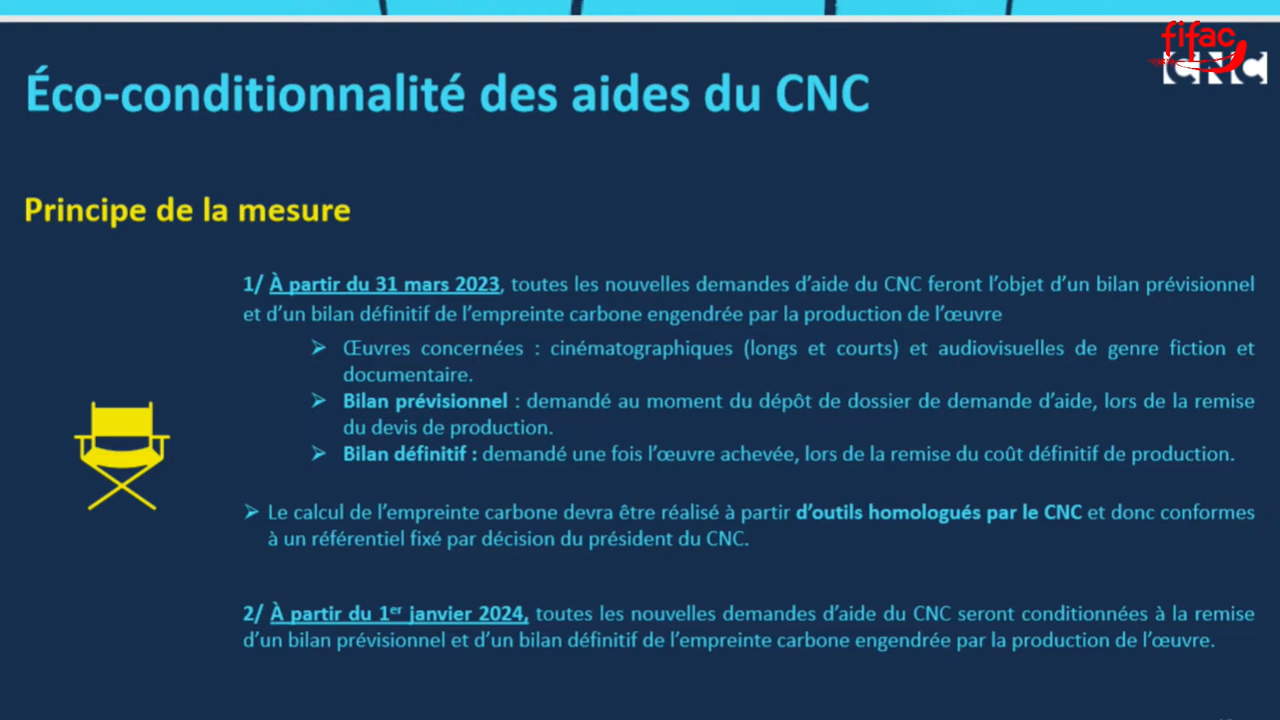 fifac
CNC
Éco-conditionnalité des aides du CNC
Principe de la mesure
1/ À partir du 31 mars 2023, toutes les nouvelles demandes d’aide du CNC feront l’objet d’un bilan prévisionnel
et d’un bilan définitif de l’empreinte carbone engendrée par la production de l’œuvre
➢ Œuvres concernées : cinématographiques (longs et courts) et audiovisuelles de genre fiction et
documentaire.
➢ Bilan prévisionnel : demandé au moment du dépôt de dossier de demande d’aide, lors de la remise
du devis de production.
➢ Bilan définitif : demandé une fois l’œuvre achevée, lors de la remise du coût définitif de production.
➢ Le calcul de l’empreinte carbone devra être réalisé à partir d’outils homologués par le CNC et donc conformes
à un référentiel fixé par décision du président du CNC.
2/ À partir du 1er janvier 2024, toutes les nouvelles demandes d’aide du CNC seront conditionnées à la remise
d’un bilan prévisionnel et d’un bilan définitif de l’empreinte carbone engendrée par la production de l’œuvre.